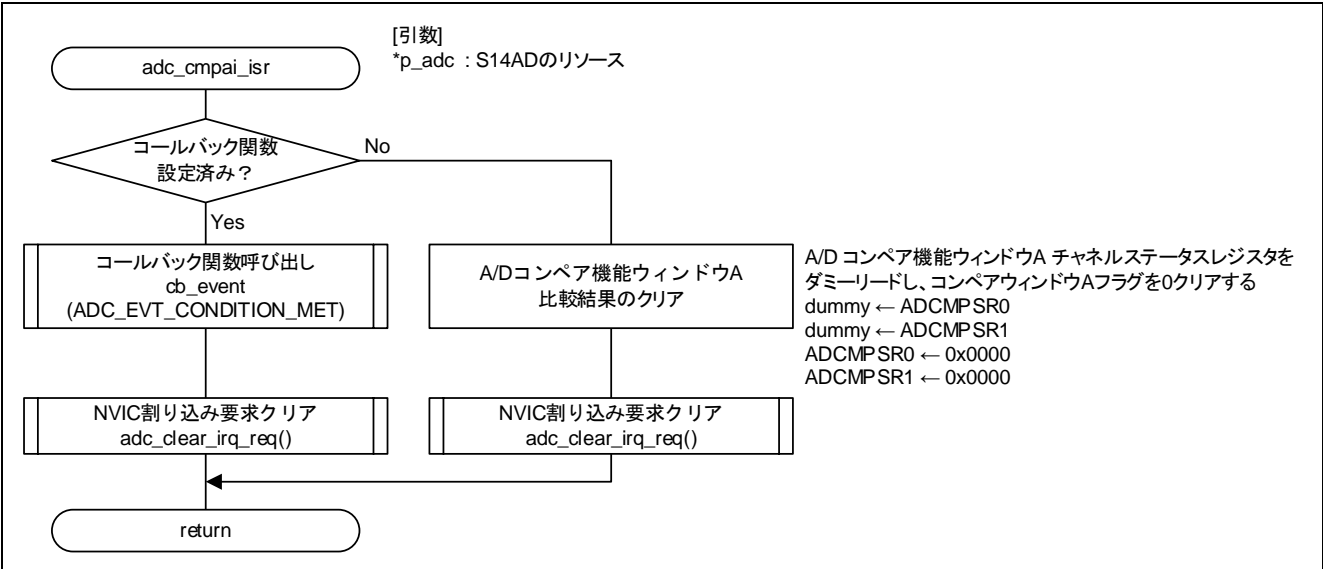 [引数]
*p_adc : S14ADのリソース
adc_cmpai_isr
コールバック関数
設定済み？
No
Yes
コールバック関数呼び出し
cb_event
(ADC_EVT_CONDITION_MET)
A/Dコンペア機能ウィンドウA
比較結果のクリア
A/D コンペア機能ウィンドウA チャネルステータスレジスタを
ダミーリードし、コンペアウィンドウAフラグを0クリアする
dummy ← ADCMPSR0
dummy ← ADCMPSR1
ADCMPSR0 ← 0x0000
ADCMPSR1 ← 0x0000
NVIC割り込み要求クリア
adc_clear_irq_req()
NVIC割り込み要求クリア
adc_clear_irq_req()
return